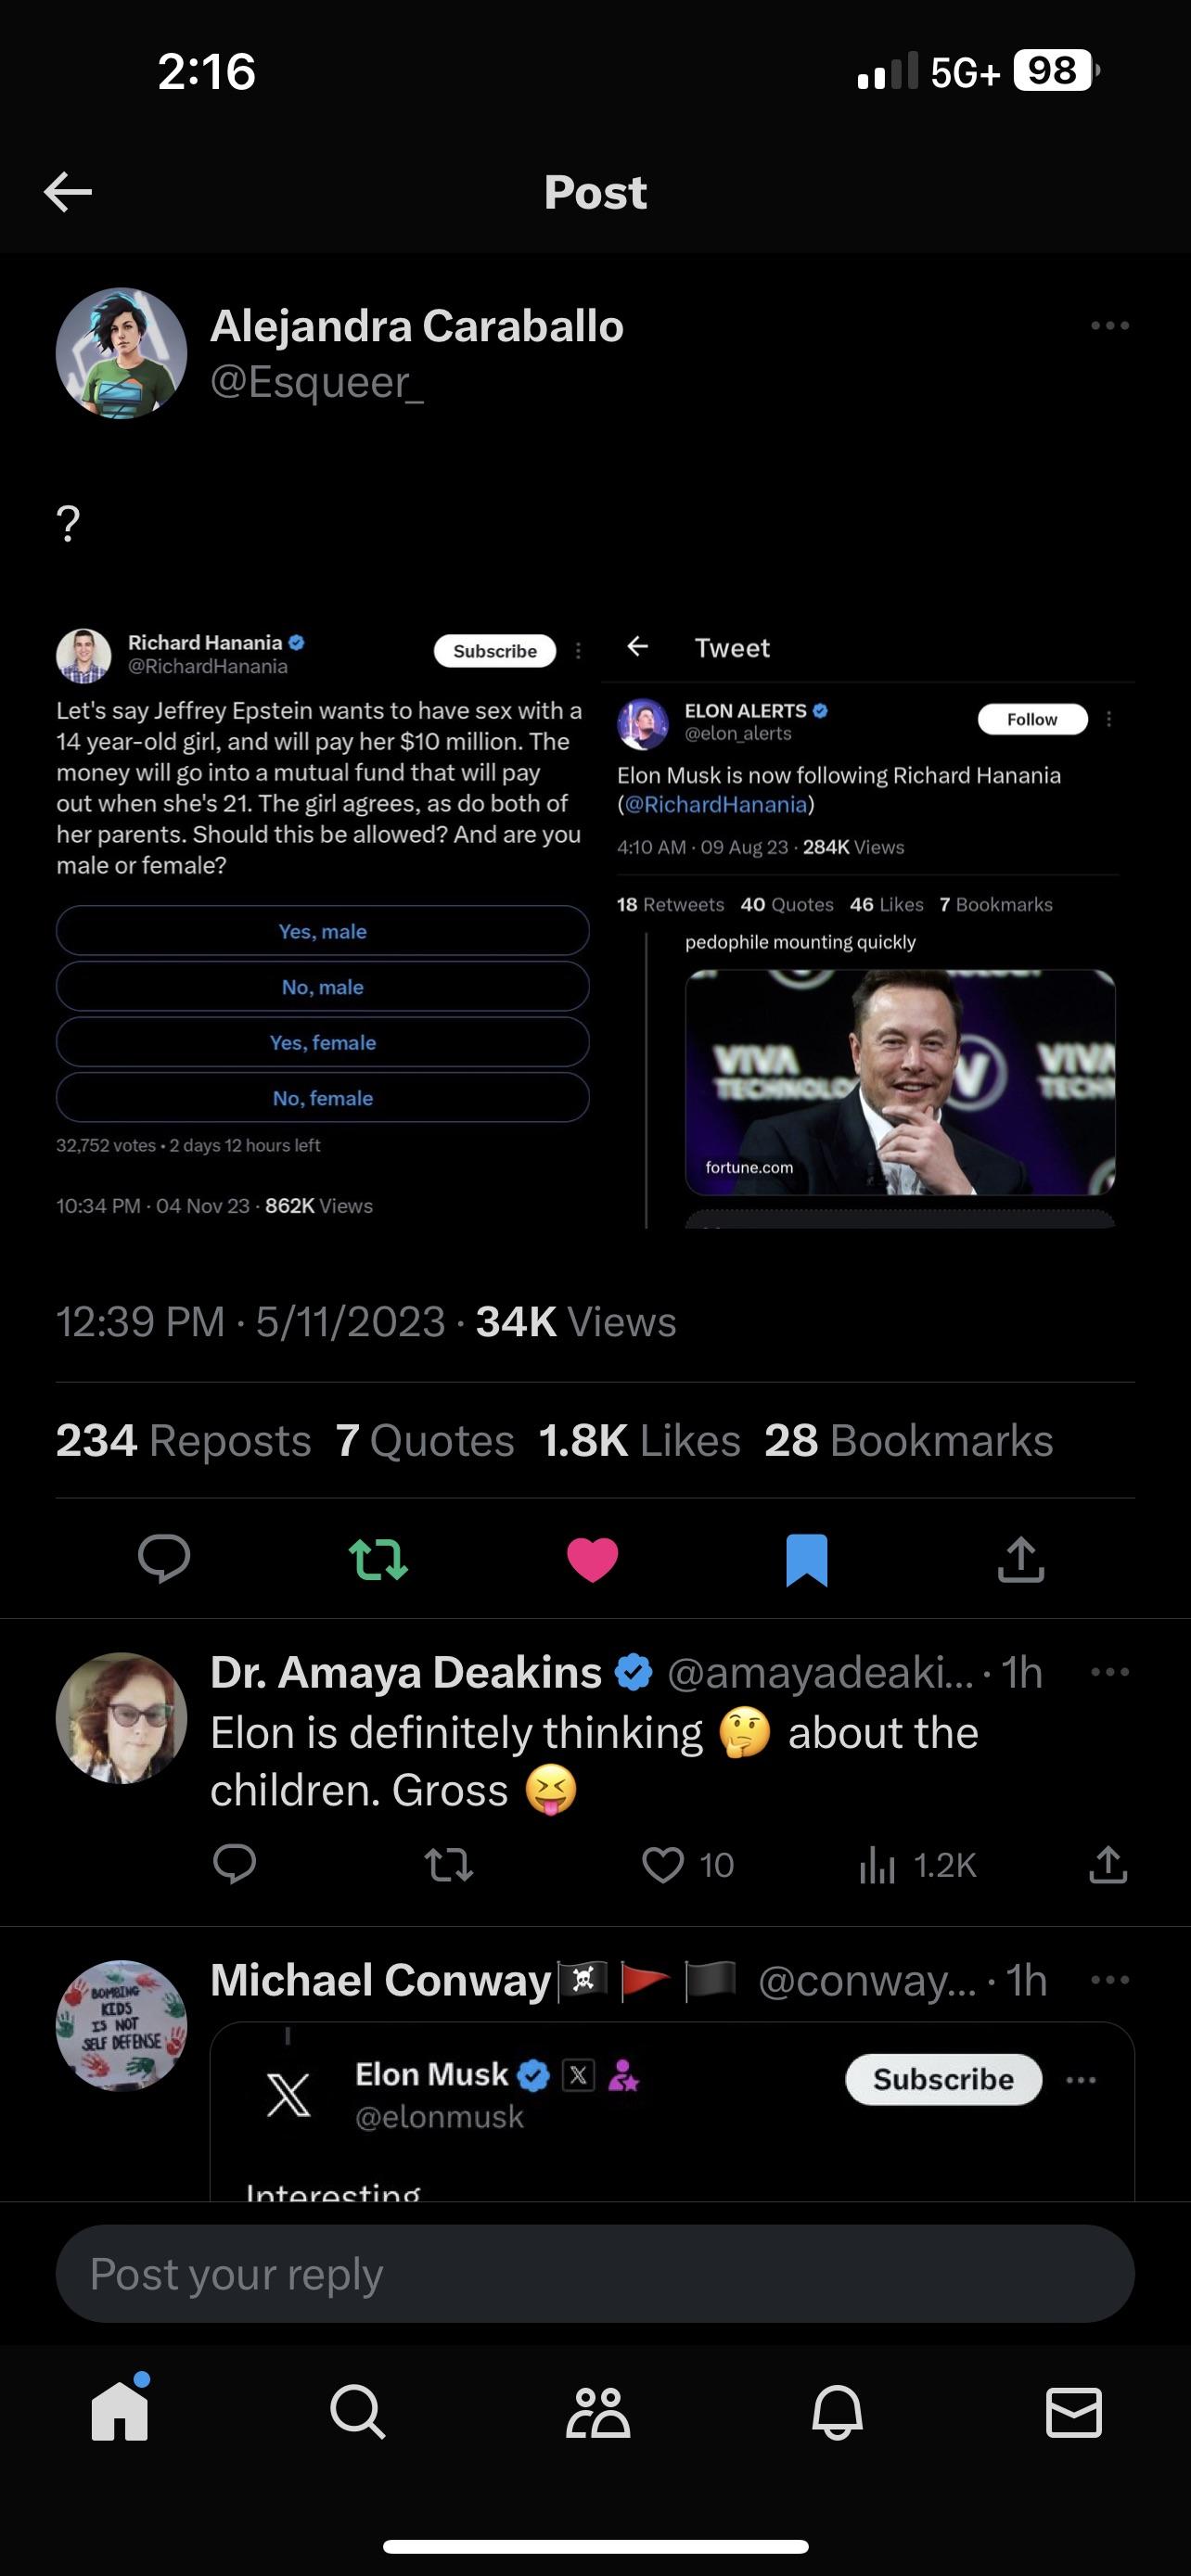 2:16
5G+ 98
Post
Alejandra Caraballo
@Esqueer_
?
Richard Hanania
@RichardHanania
Subscribe
Let's say Jeffrey Epstein wants to have sex with a
14 year-old girl, and will pay her $10 million. The
money will go into a mutual fund that will pay
out when she's 21. The girl agrees, as do both of
her parents. Should this be allowed? And are you
male or female?
Yes, male
No, male
Yes, female
No, female
32,752 votes • 2 days 12 hours left
10:34 PM · 04 Nov 23 · 862K Views
Tweet
ELON ALERTS
@elon_alerts
Follow
Elon Musk is now following Richard Hanania
(@RichardHanania)
4:10 AM · 09 Aug 23 · 284K Views
18 Retweets 40 Quotes 46 Likes 7 Bookmarks
pedophile mounting quickly
VIVA
TECHNOLO
V
VIVA
TECHN
fortune.com
12:39 PM · 5/11/2023 · 34K Views
234 Reposts 7 Quotes 1.8K Likes 28 Bookmarks
Dr. Amaya Deakins @amayadeaki... · 1h
Elon is definitely thinking 🤔 about the
children. Gross 😝
10
1.2K
Michael Conway🏴‍☠️🚩🏴 @conway... · 1h
BOMBING
KIDS
IS NOT
SELF DEFENSE
Elon Musk
@elonmusk
Subscribe
Interesting
Post your reply